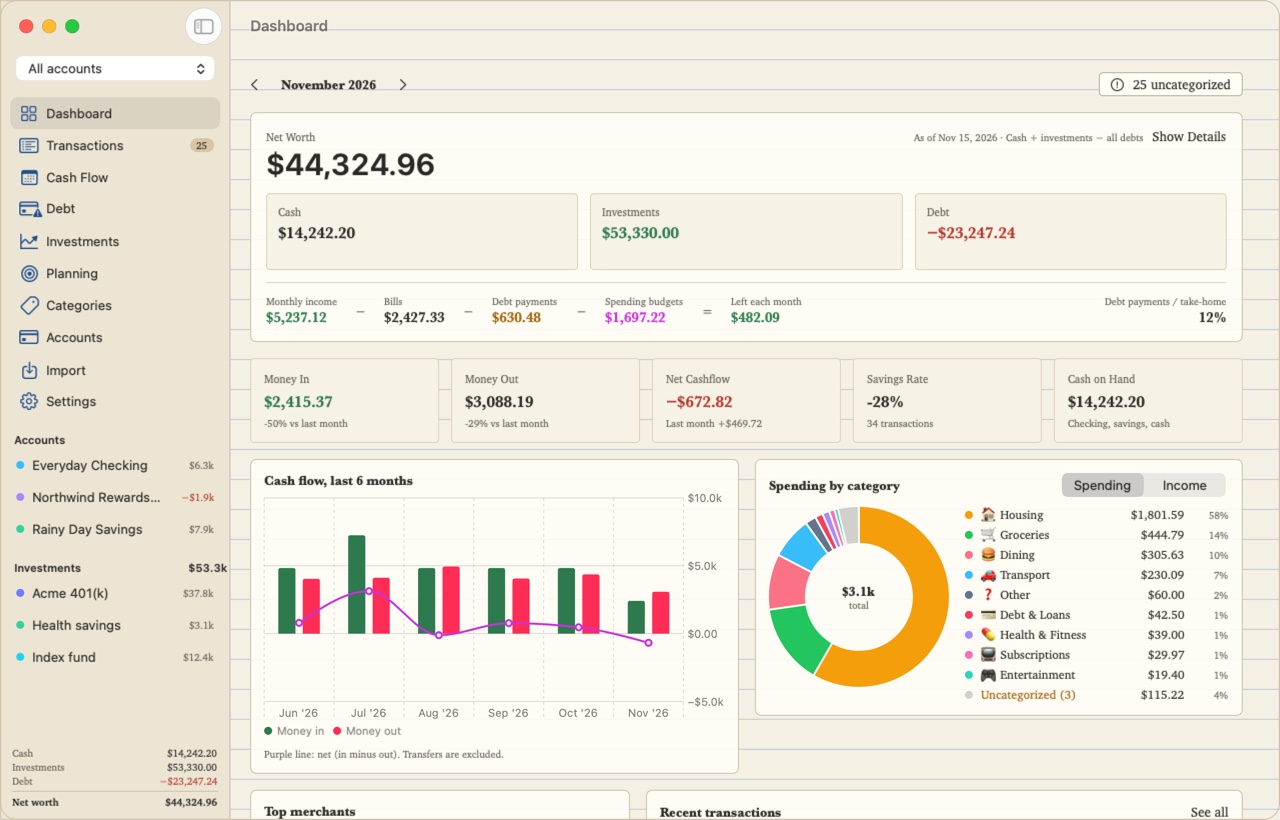 Dashboard
All accounts
Dashboard
Transactions 25
Cash Flow
Debt
Investments
Planning
Categories
Accounts
Import
Settings
Accounts
Everyday Checking $6.3k
Northwind Rewards... −$1.9k
Rainy Day Savings $7.9k
Investments $53.3k
Acme 401(k) $37.8k
Health savings $3.1k
Index fund $12.4k
Cash $14,242.20
Investments $53,330.00
Debt −$23,247.24
Net worth $44,324.96
November 2026
25 uncategorized
Net Worth
As of Nov 15, 2026 · Cash + investments − all debts Show Details
$44,324.96
Cash
$14,242.20
Investments
$53,330.00
Debt
−$23,247.24
Monthly income
$5,237.12
−
Bills
$2,427.33
−
Debt payments
$630.48
−
Spending budgets
$1,697.22
=
Left each month
$482.09
Debt payments / take-home
12%
Money In
$2,415.37
-50% vs last month
Money Out
$3,088.19
-29% vs last month
Net Cashflow
−$672.82
Last month +$469.72
Savings Rate
-28%
34 transactions
Cash on Hand
$14,242.20
Checking, savings, cash
Cash flow, last 6 months
$10.0k
$5.0k
$0.00
−$5.0k
Jun '26 Jul '26 Aug '26 Sep '26 Oct '26 Nov '26
Money in Money out
Purple line: net (in minus out). Transfers are excluded.
Spending by category
Spending Income
$3.1k
total
Housing $1,801.59 58%
Groceries $444.79 14%
Dining $305.63 10%
Transport $230.09 7%
Other $60.00 2%
Debt & Loans $42.50 1%
Health & Fitness $39.00 1%
Subscriptions $29.97 1%
Entertainment $19.40 1%
Uncategorized (3) $115.22 4%
Top merchants
Recent transactions See all